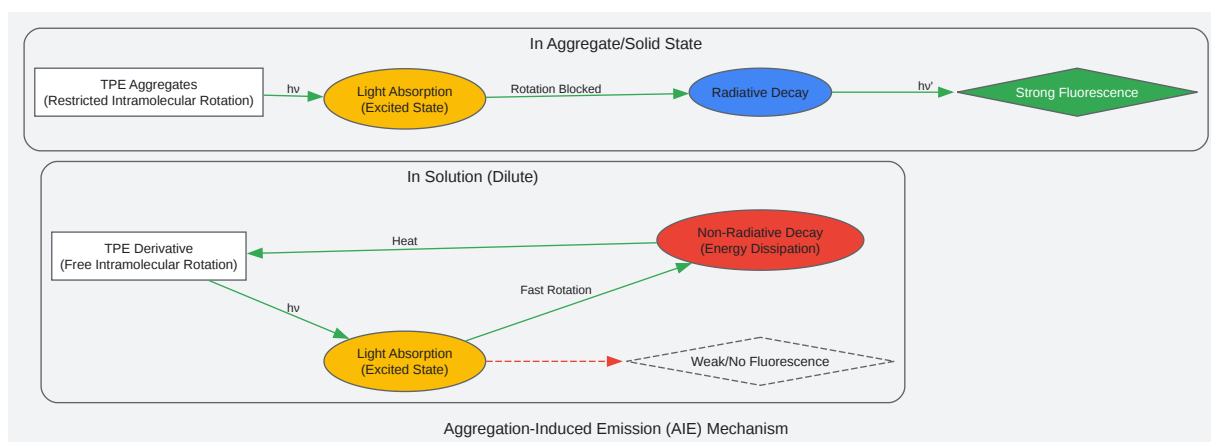 In Aggregate/Solid State
TPE Aggregates
(Restricted Intramolecular Rotation)
hν
Light Absorption
(Excited State)
Rotation Blocked
Radiative Decay
hν'
Strong Fluorescence
In Solution (Dilute)
TPE Derivative
(Free Intramolecular Rotation)
Heat
Non-Radiative Decay
(Energy Dissipation)
hν
Fast Rotation
Light Absorption
(Excited State)
Weak/No Fluorescence
Aggregation-Induced Emission (AIE) Mechanism